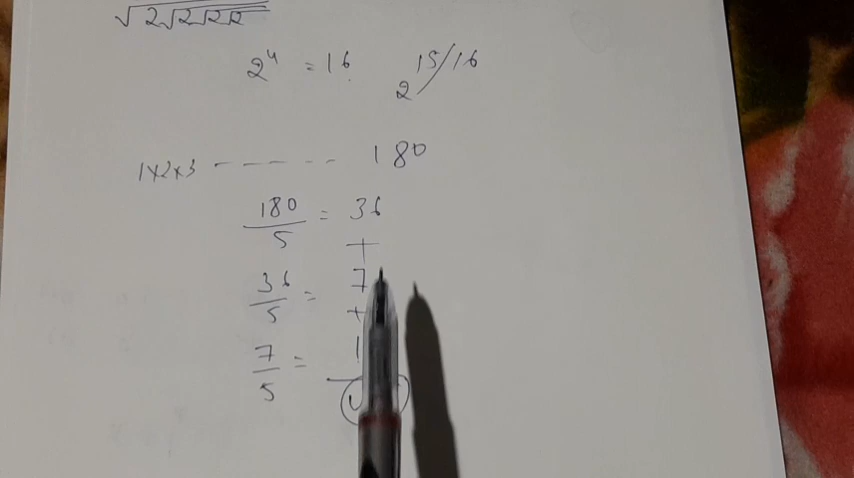 √2√2√2√2
2⁴ = 16 2^15/16
1×2×3 - - - - - 180
180/5 = 36
+
36/5 = 7
+
7/5 = 1